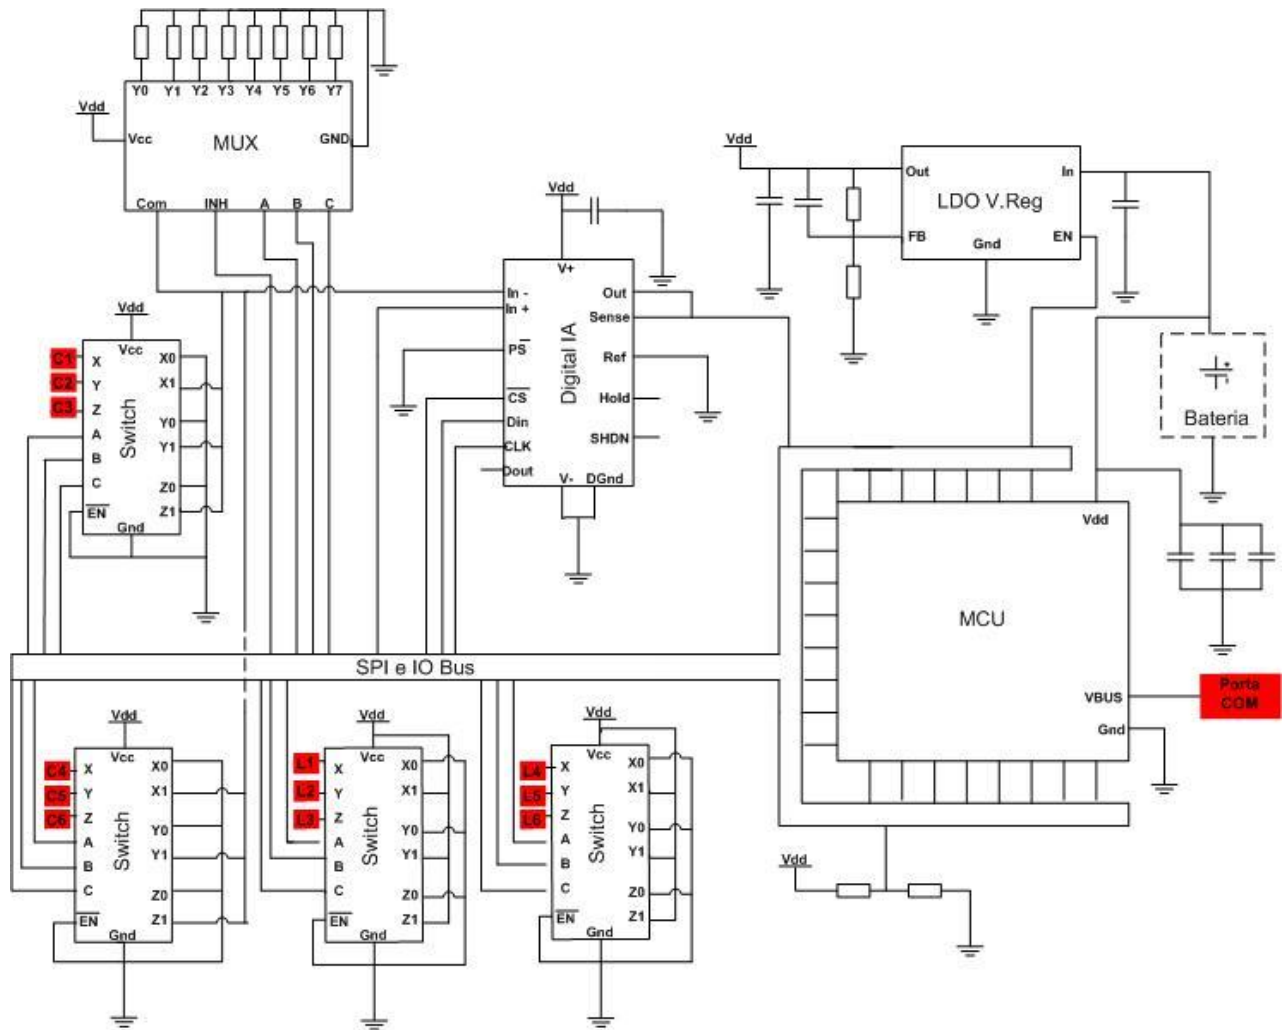 Y0 Y1 Y2 Y3 Y4 Y5 Y6 Y7
Vdd
Vcc
MUX
GND
Com INH A B C
Vdd
Out
In
LDO V.Reg
FB
EN
Gnd
Vdd
V+
In -
In +
PS
CS
Din
CLK
Dout
Digital IA
Out
Sense
Ref
Hold
SHDN
V- DGnd
Bateria
Vdd
Vcc
C1
C2
C3
X
Y
Z
A
B
C
EN
Switch
X0
X1
Y0
Y1
Z0
Z1
Gnd
SPI e IO Bus
Vdd
MCU
VBUS
Gnd
Porta
COM
Vdd
Vcc
C4
C5
C6
X
Y
Z
A
B
C
EN
Switch
X0
X1
Y0
Y1
Z0
Z1
Gnd
Vdd
Vcc
L1
L2
L3
X
Y
Z
A
B
C
EN
Switch
X0
X1
Y0
Y1
Z0
Z1
Gnd
Vdd
Vcc
L4
L5
L6
X
Y
Z
A
B
C
EN
Switch
X0
X1
Y0
Y1
Z0
Z1
Gnd
Vdd